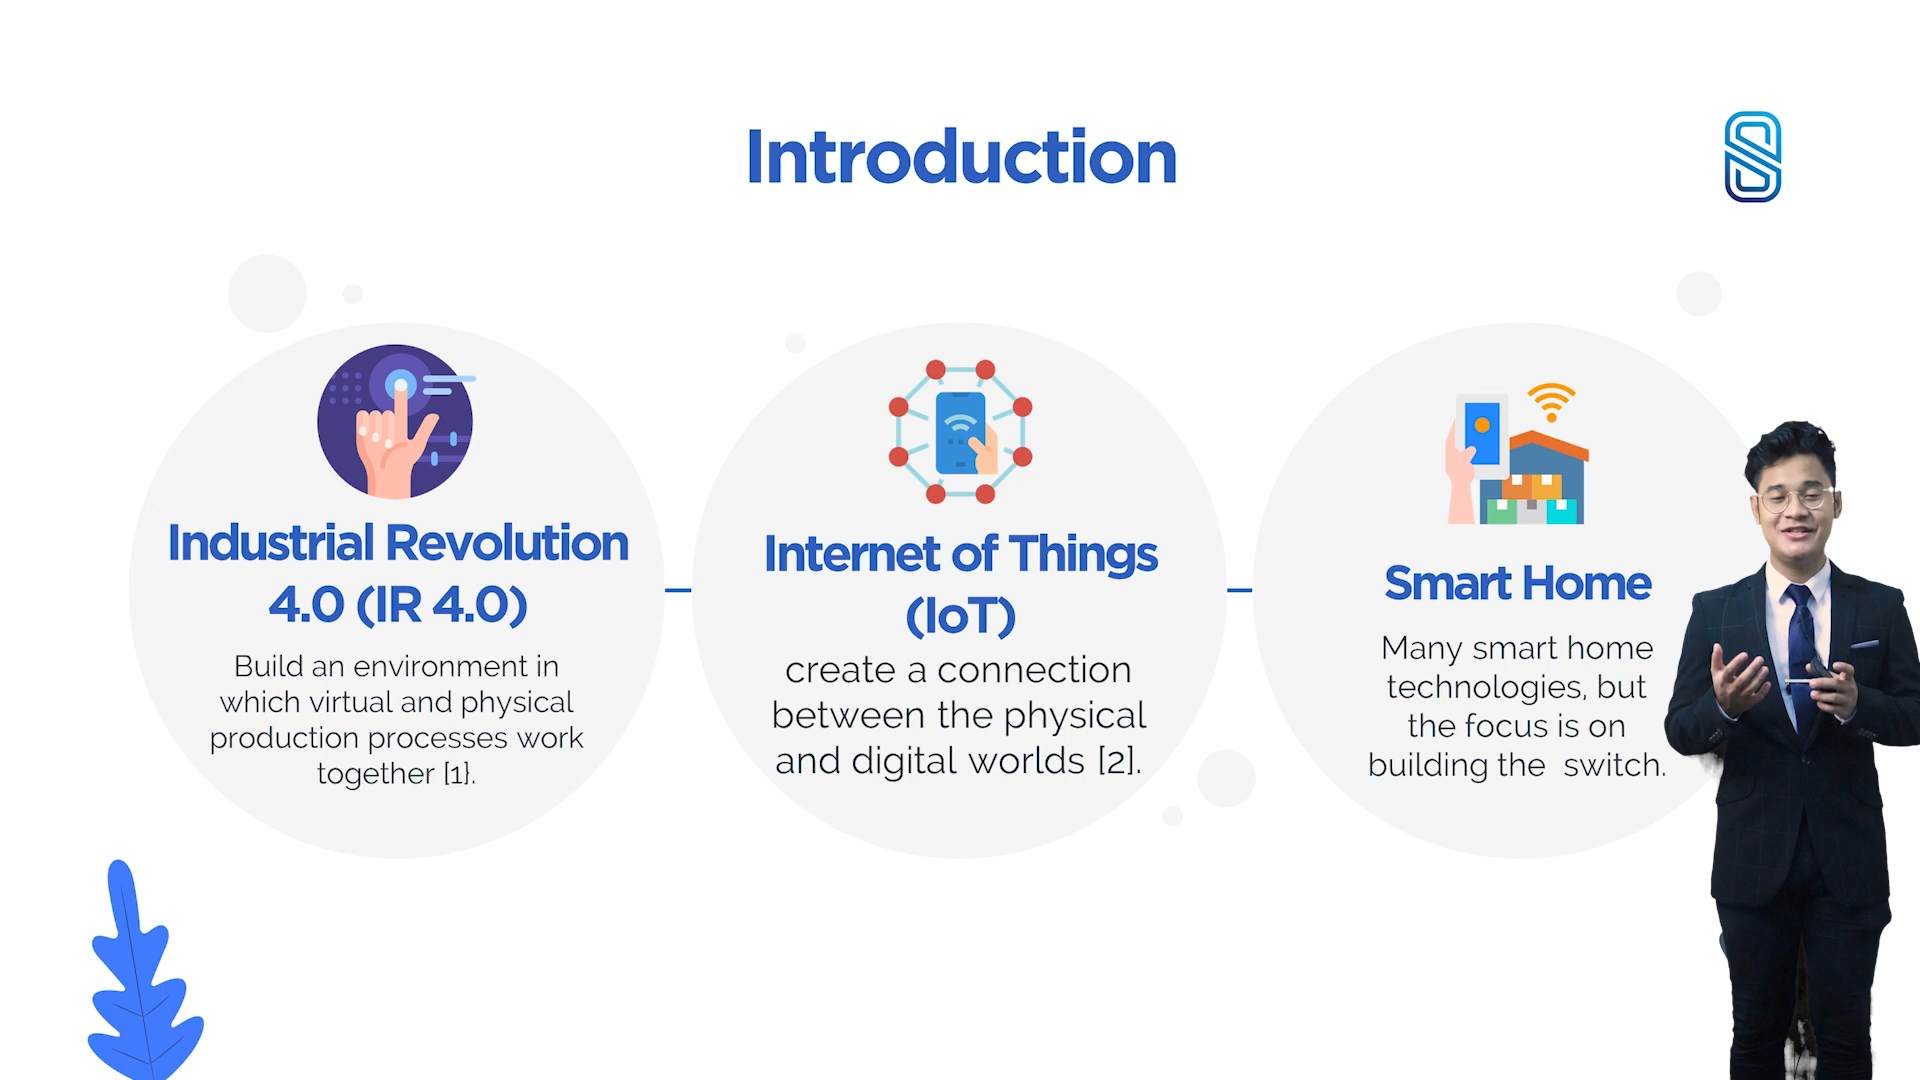 Introduction
Industrial Revolution
4.0 (IR 4.0)
Build an environment in
which virtual and physical
production processes work
together [1}.
Internet of Things
(IoT)
create a connection
between the physical
and digital worlds [2].
Smart Home
Many smart home
technologies, but
the focus is on
building the  switch.